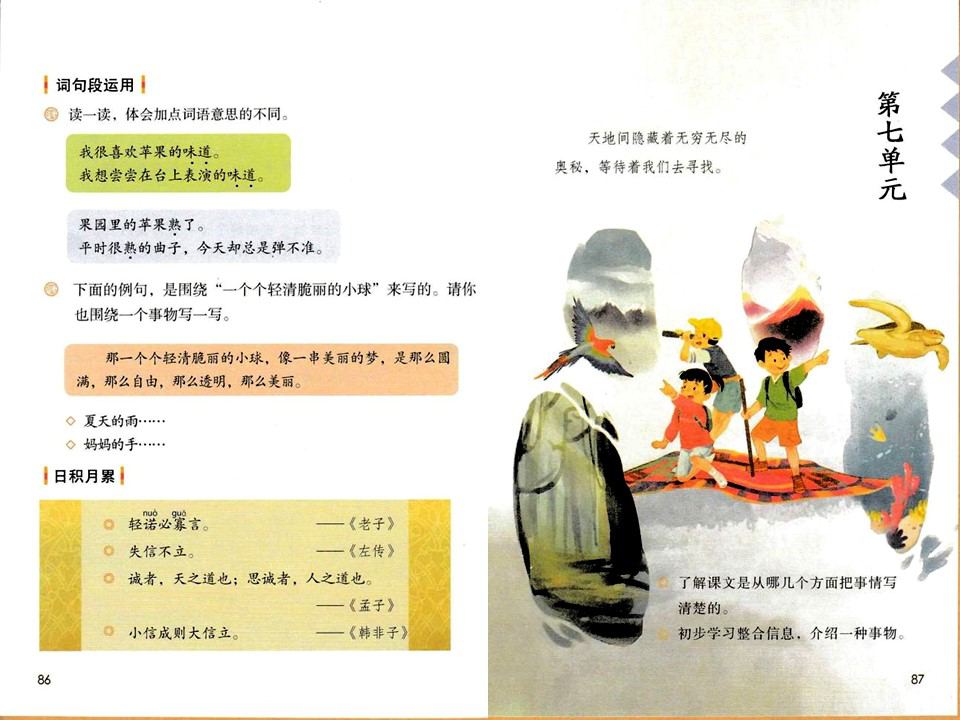 词句段运用
读一读，体会加点词语意思的不同。
我很喜欢苹果的味道。
我想尝尝在台上表演的味道。
果园里的苹果熟了。
平时很熟的曲子，今天却总是弹不准。
下面的例句，是围绕“一个个轻清脆丽的小球”来写的。请你
也围绕一个事物写一写。
那一个个轻清脆丽的小球，像一串美丽的梦，是那么圆
满，那么自由，那么透明，那么美丽。
夏天的雨……
妈妈的手……
日积月累
nuò guǎ
轻诺必寡言。 ——《老子》
失信不立。 ——《左传》
诚者，天之道也；思诚者，人之道也。
——《孟子》
小信成则大信立。 ——《韩非子》
86
第七单元
天地间隐藏着无穷无尽的
奥秘，等待着我们去寻找。
了解课文是从哪几个方面把事情写
清楚的。
初步学习整合信息，介绍一种事物。
87